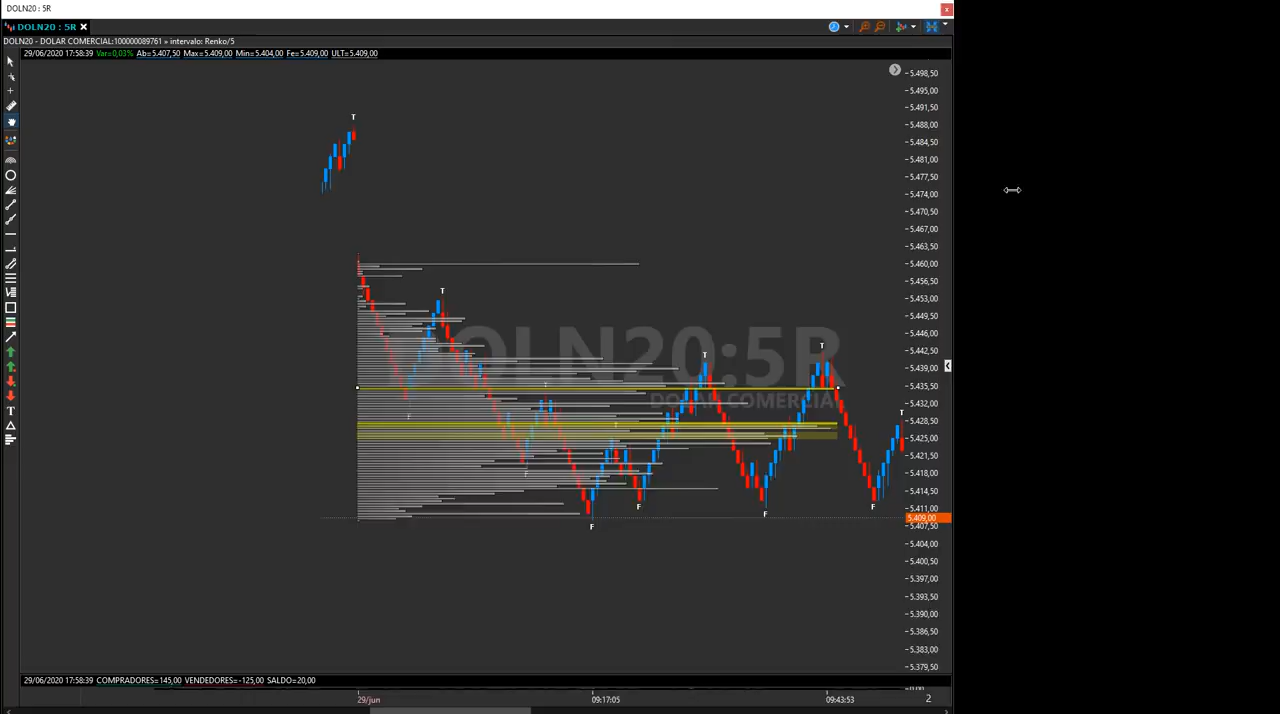 DOLN20 : 5R
DOLN20 : 5R
DOLN20 - DOLAR COMERCIAL:100000089761 » intervalo: Renko/5
29/06/2020 17:58:39 Var=0,03% Ab=5.407,50 Max=5.409,00 Min=5.404,00 Fe=5.409,00 ULT=5.409,00
5.498,50
5.495,00
5.491,50
5.488,00
5.484,50
5.481,00
5.477,50
5.474,00
5.470,50
5.467,00
5.463,50
5.460,00
5.456,50
5.453,00
5.449,50
5.446,00
5.442,50
5.439,00
5.435,50
5.432,00
5.428,50
5.425,00
5.421,50
5.418,00
5.414,50
5.411,00
5.409,00
5.407,50
5.404,00
5.400,50
5.397,00
5.393,50
5.390,00
5.386,50
5.383,00
5.379,50
T
T
T
T
T
T
T
F
F
F
F
F
F
DOLN20:5R
DOLAR COMERCIAL
29/06/2020 17:58:39 COMPRADORES=145,00 VENDEDORES=-125,00 SALDO=20,00
29/jun
09:17:05
09:43:53
2